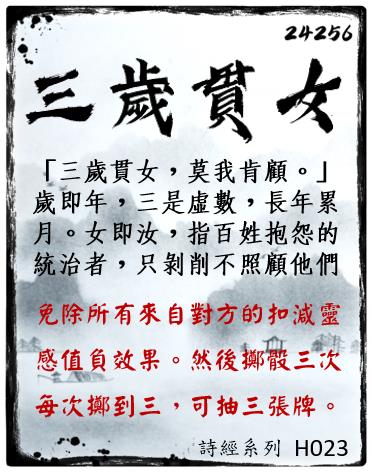 24256
三歲貫女
「三歲貫女，莫我肯顧。」
歲即年，三是虛數，長年累
月。女即汝，指百姓抱怨的
統治者，只剝削不照顧他們
免除所有來自對方的扣減靈
感值負效果。然後擲骰三次
每次擲到三，可抽三張牌。
詩經系列 H023